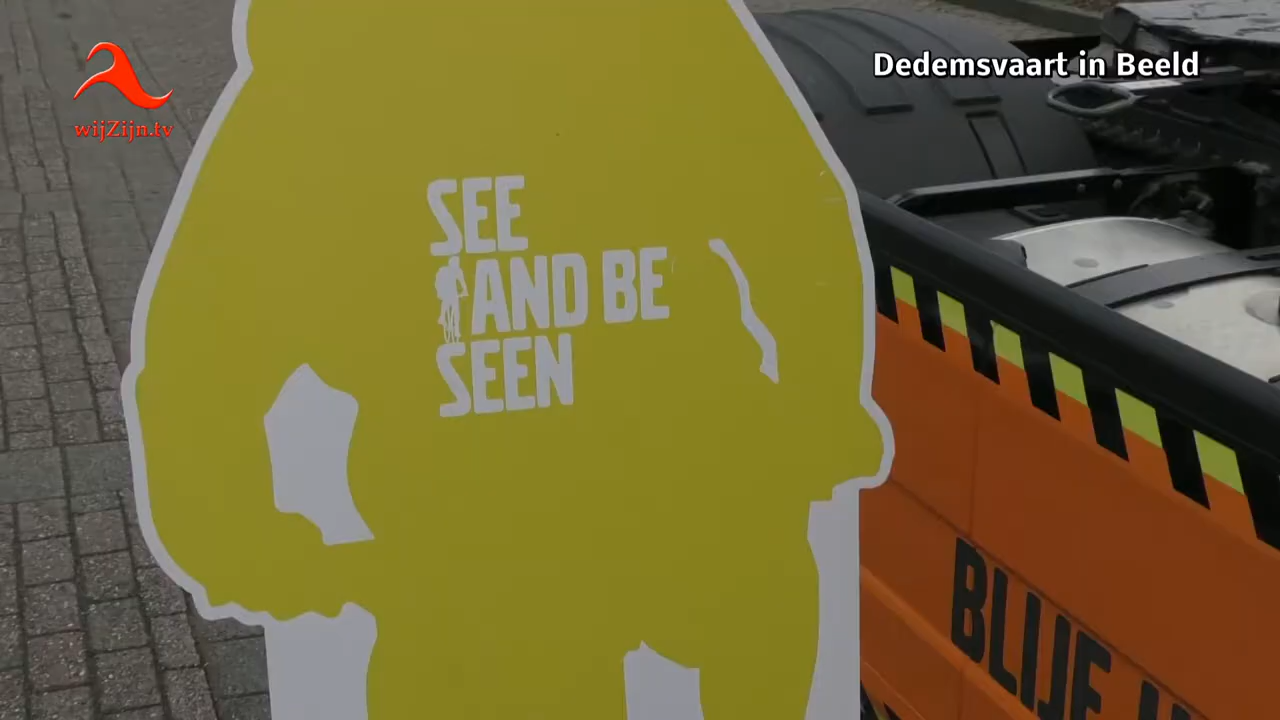 wijZijn.tv
Dedemsvaart in Beeld
SEE
AND BE
SEEN
BLIJF